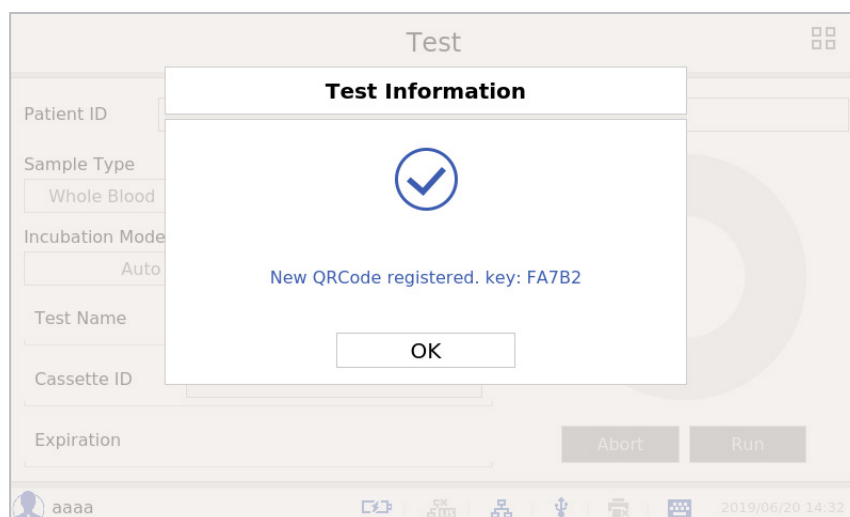 Test
Test Information
Patient ID
Sample Type
Whole Blood
Incubation Mode
Auto
New QRCode registered. key: FA7B2
OK
Test Name
Cassette ID
Expiration
Abort
Run
aaaa
LIS
2019/06/20 14:32